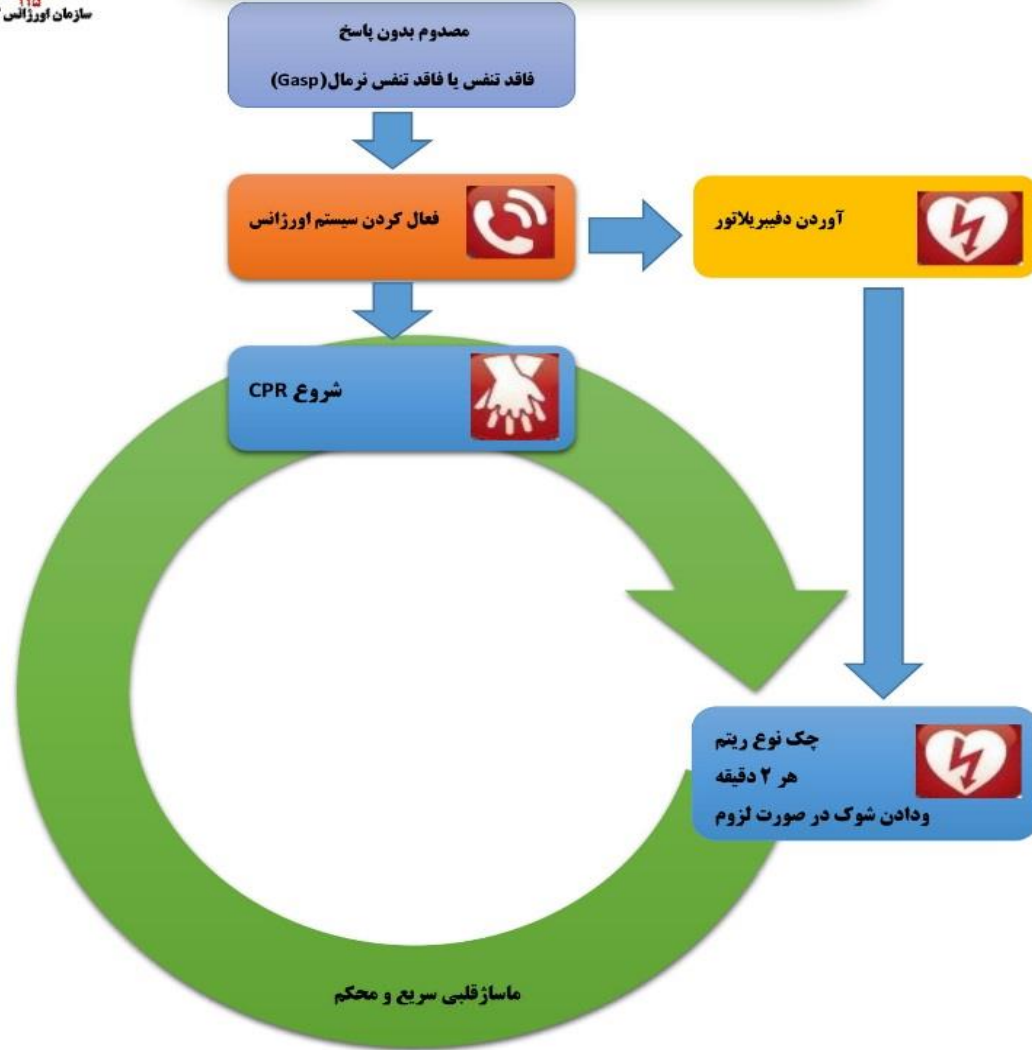 ۱۱۵
سازمان اورژانس
مصدوم بدون پاسخ
فاقد تنفس یا فاقد تنفس نرمال(Gasp)
فعال کردن سیستم اورژانس
آوردن دفیبریلاتور
شروع CPR
چک نوع ریتم
هر ۲ دقیقه
ودادن شوک در صورت لزوم
ماساژقلبی سریع و محکم